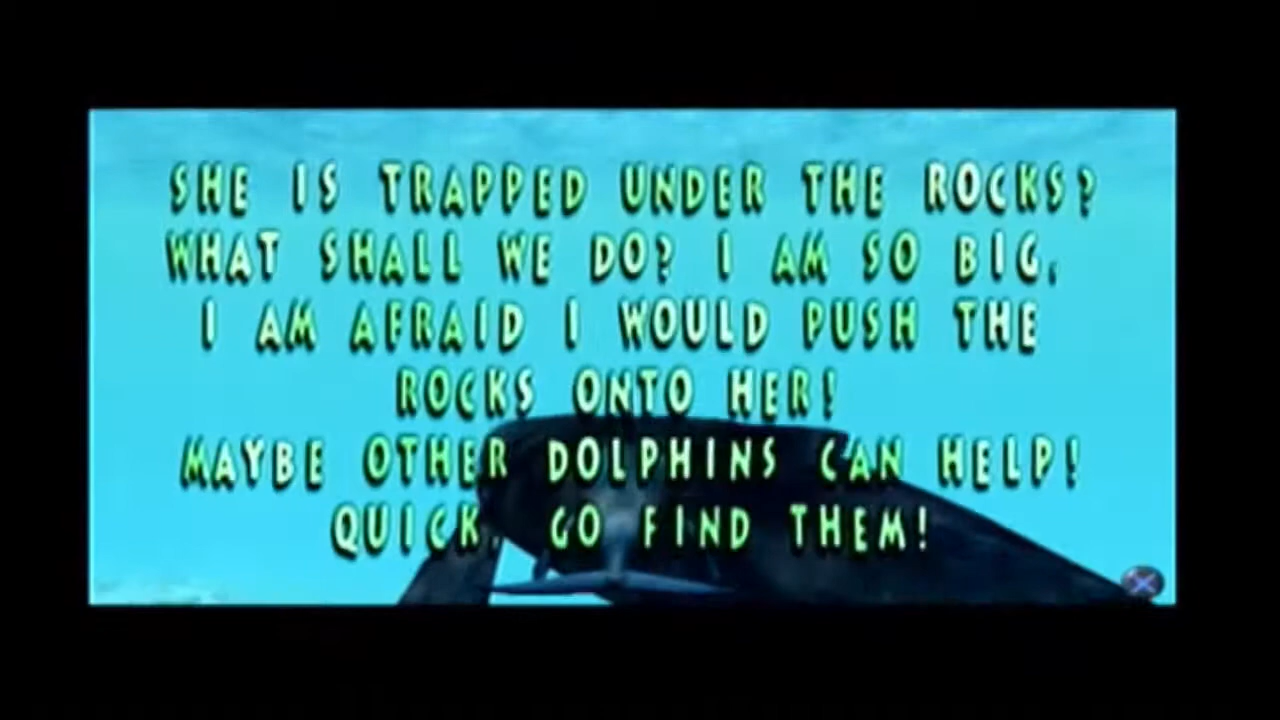 SHE IS TRAPPED UNDER THE ROCKS?
WHAT SHALL WE DO? I AM SO BIG,
I AM AFRAID I WOULD PUSH THE
ROCKS ONTO HER!
MAYBE OTHER DOLPHINS CAN HELP!
QUICK, GO FIND THEM!